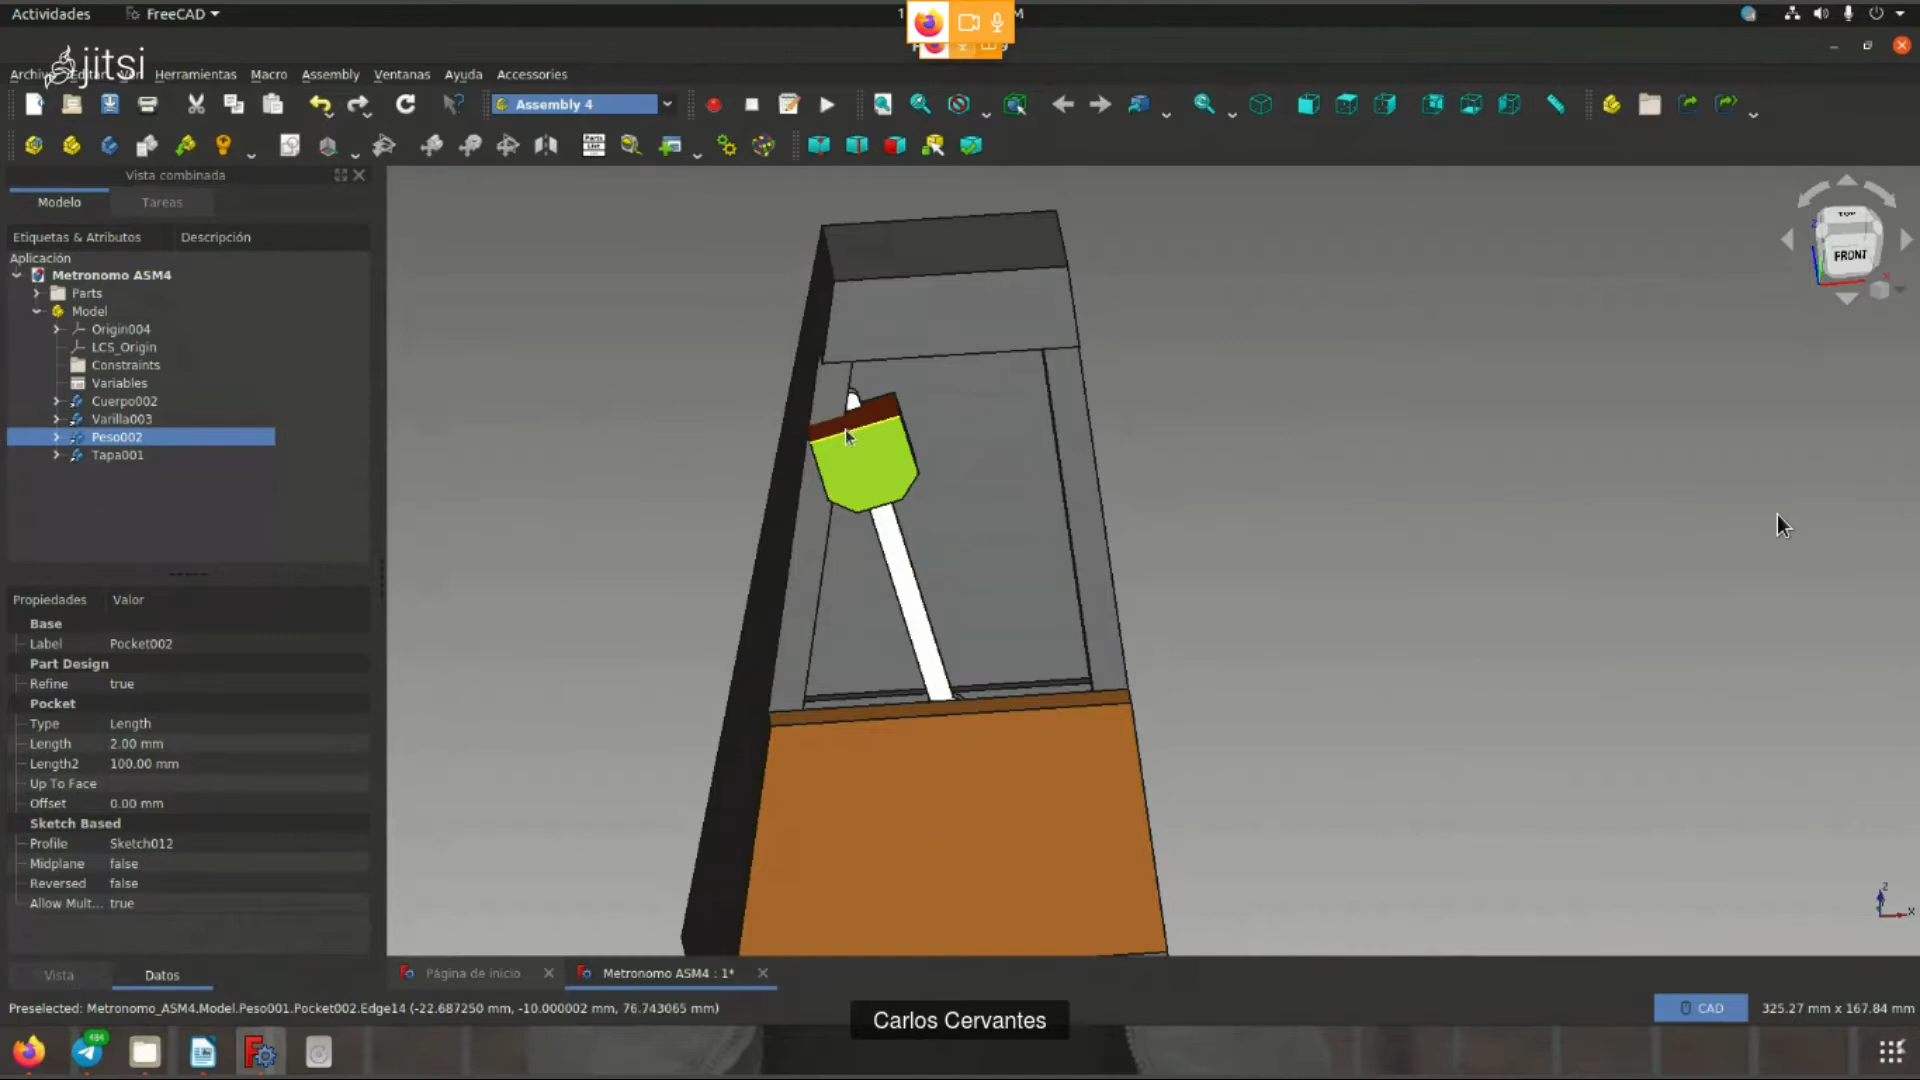 Actividades
FreeCAD
jitsi
Herramientas
Macro
Assembly
Ventanas
Ayuda
Accessories
Assembly 4
Vista combinada
Modelo
Tareas
Etiquetas & Atributos
Descripción
Aplicación
Metronomo ASM4
Parts
Model
Origin004
LCS_Origin
Constraints
Variables
Cuerpo002
Varilla003
Peso002
Tapa001
TOP
FRONT
Propiedades
Valor
Base
Label Pocket002
Part Design
Refine true
Pocket
Type Length
Length 2.00 mm
Length2 100.00 mm
Up To Face
Offset 0.00 mm
Sketch Based
Profile Sketch012
Midplane false
Reversed false
Allow Mult... true
Z
X
Vista
Datos
Página de inicio
Metronomo ASM4 : 1*
Preselected: Metronomo_ASM4.Model.Peso001.Pocket002.Edge14 (-22.687250 mm, -10.000002 mm, 76.743065 mm)
Carlos Cervantes
CAD
325.27 mm x 167.84 mm
484